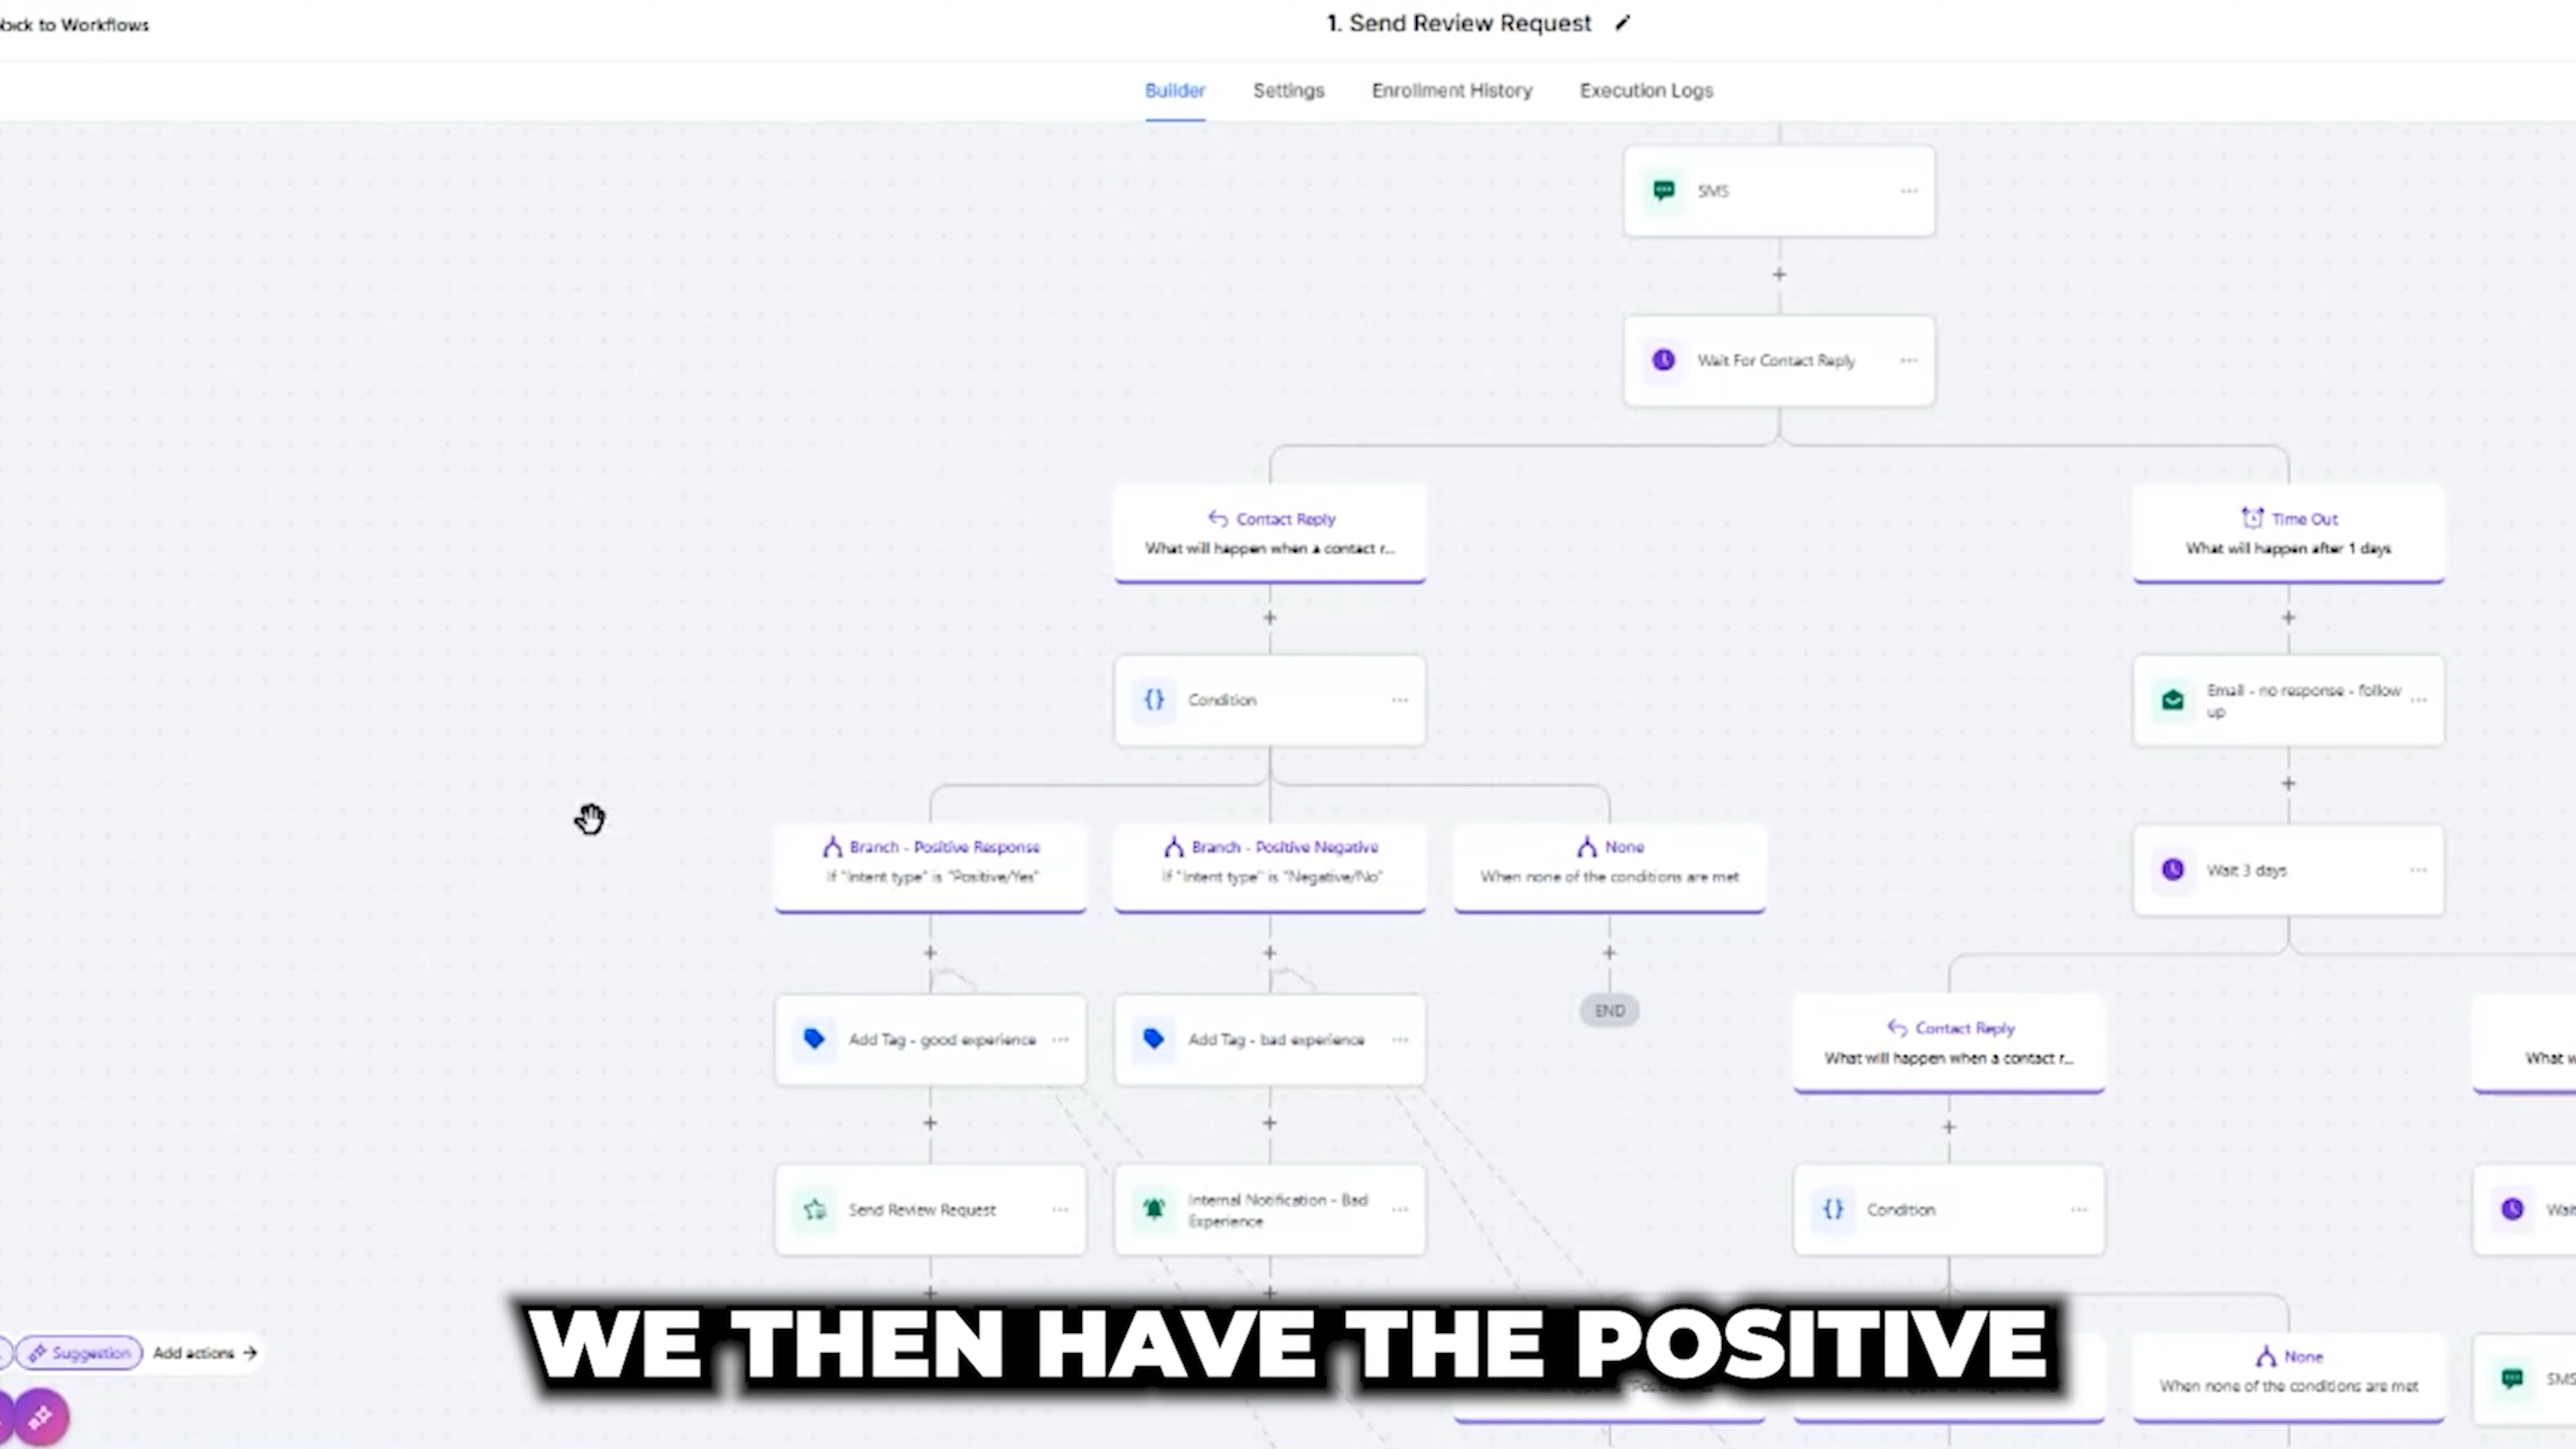 back to Workflows
1. Send Review Request
Builder Settings Enrollment History Execution Logs
SMS
Wait For Contact Reply
Contact Reply
What will happen when a contact r...
Time Out
What will happen after 1 days
Condition
Email - no response - follow
up
Branch - Positive Response
If "Intent type" is "Positive/Yes"
Branch - Positive Negative
If "Intent type" is "Negative/No"
None
When none of the conditions are met
Wait 3 days
Add Tag - good experience
Add Tag - bad experience
END
Contact Reply
What will happen when a contact r...
What w
Send Review Request
Internal Notification - Bad
Experience
Condition
Wait
WE THEN HAVE THE POSITIVE
Suggestion Add actions
None
When none of the conditions are met
SMS